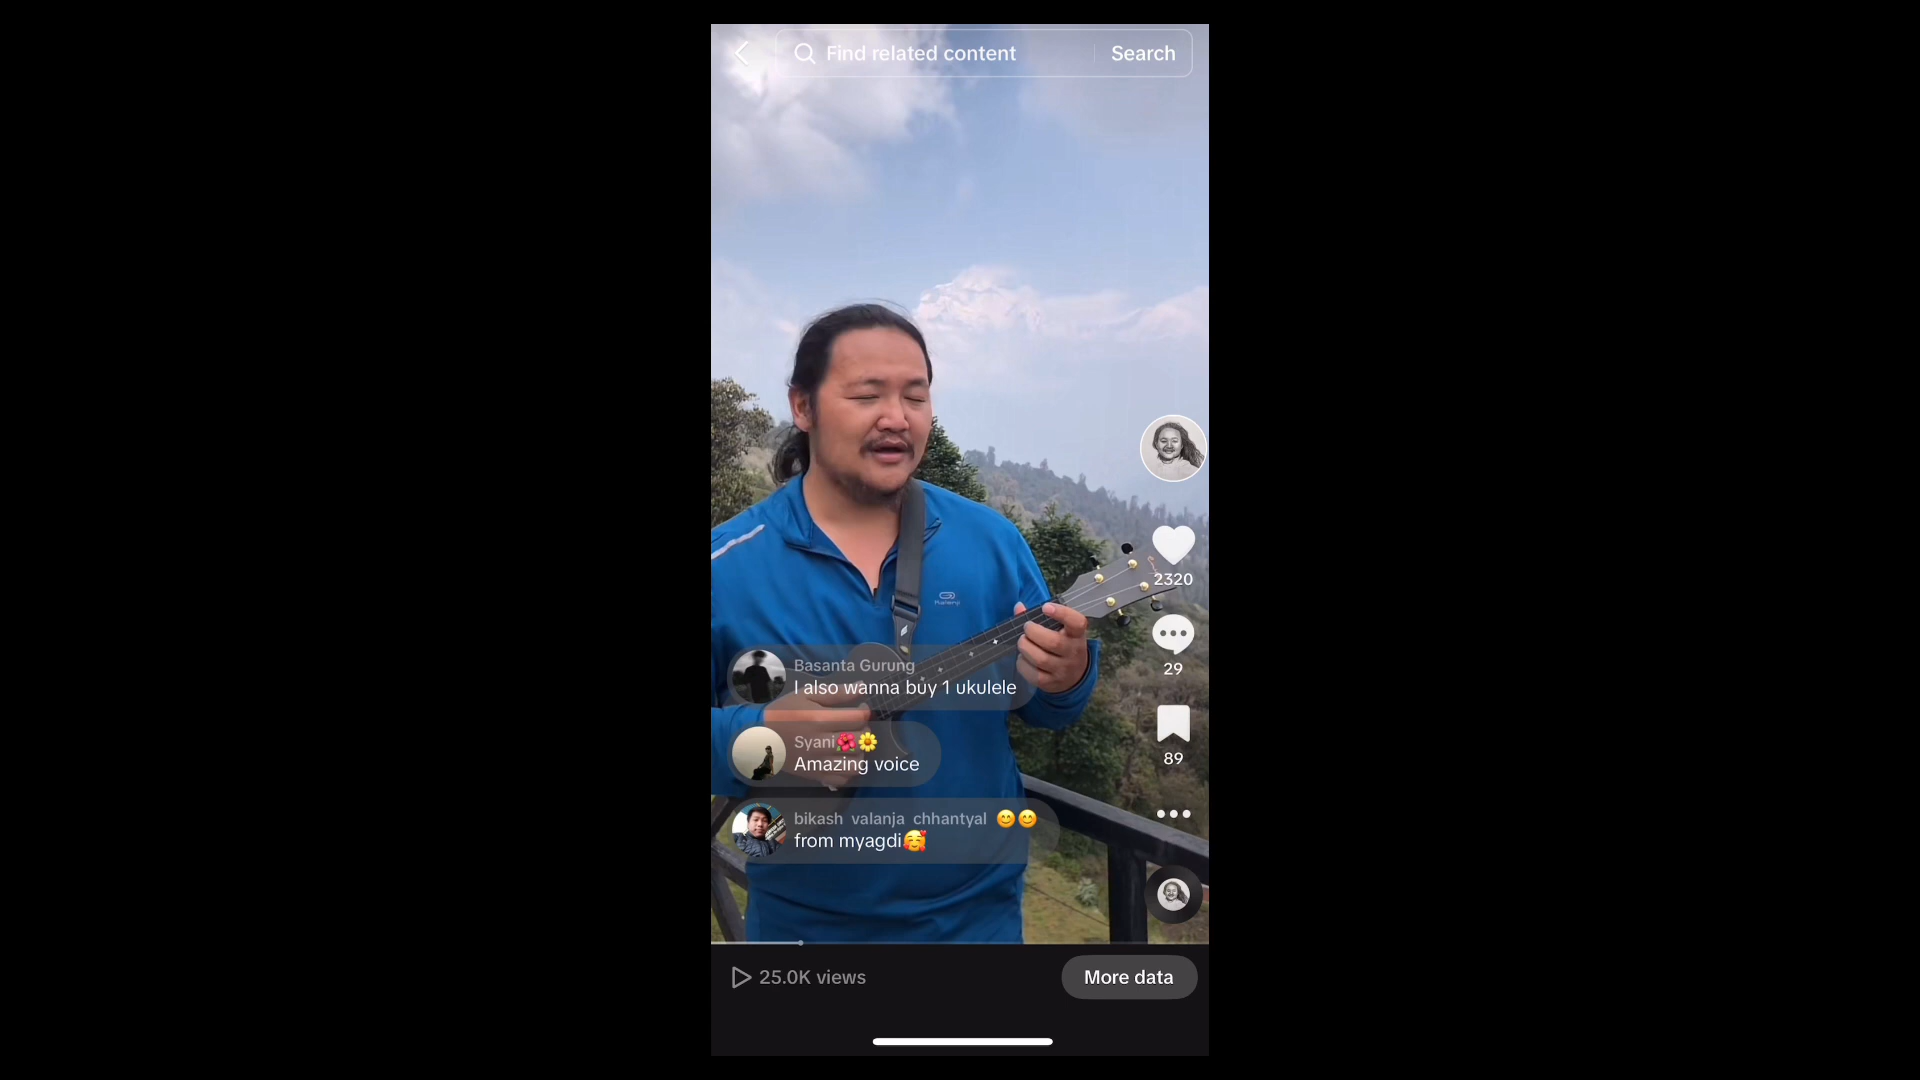 Find related content
Search
2320
29
89
Basanta Gurung
I also wanna buy 1 ukulele
Syani🌺🌼
Amazing voice
bikash valanja chhantyal 😊😊
from myagdi🥰
25.0K views
More data